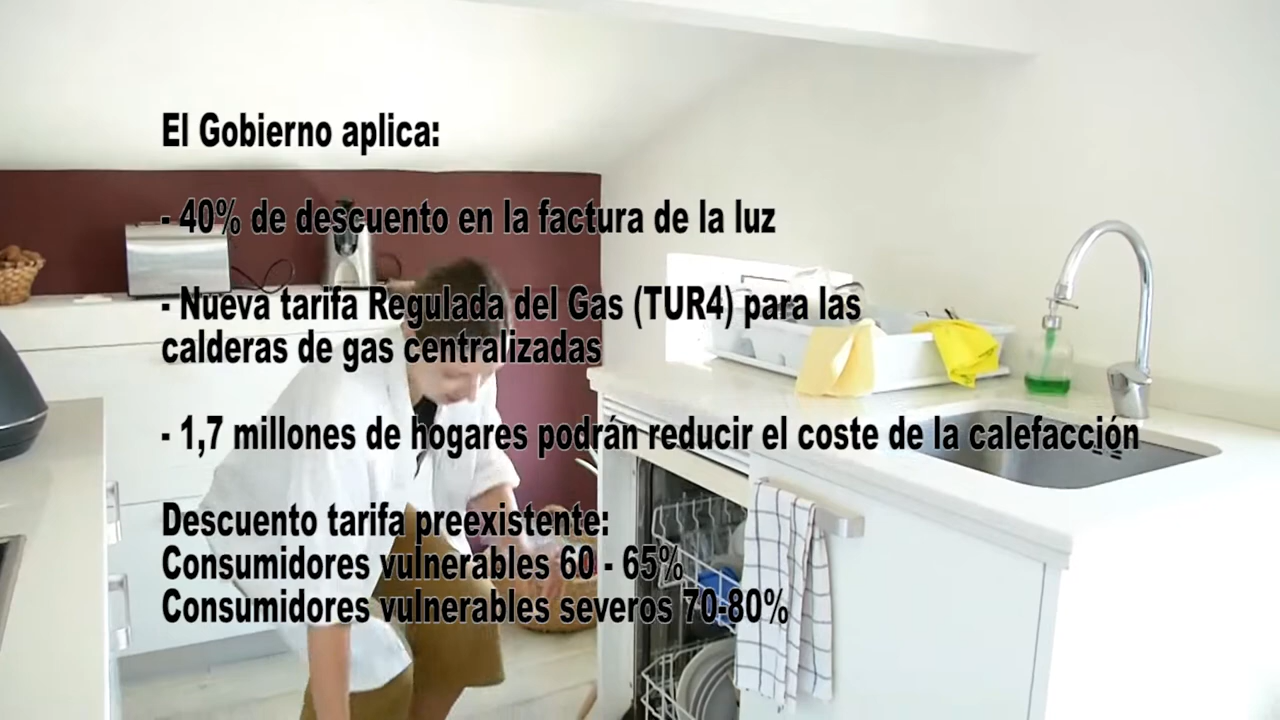 El Gobierno aplica:
- 40% de descuento en la factura de la luz
- Nueva tarifa Regulada del Gas (TUR4) para las
calderas de gas centralizadas
- 1,7 millones de hogares podrán reducir el coste de la calefacción
Descuento tarifa preexistente:
Consumidores vulnerables 60 - 65%
Consumidores vulnerables severos 70-80%